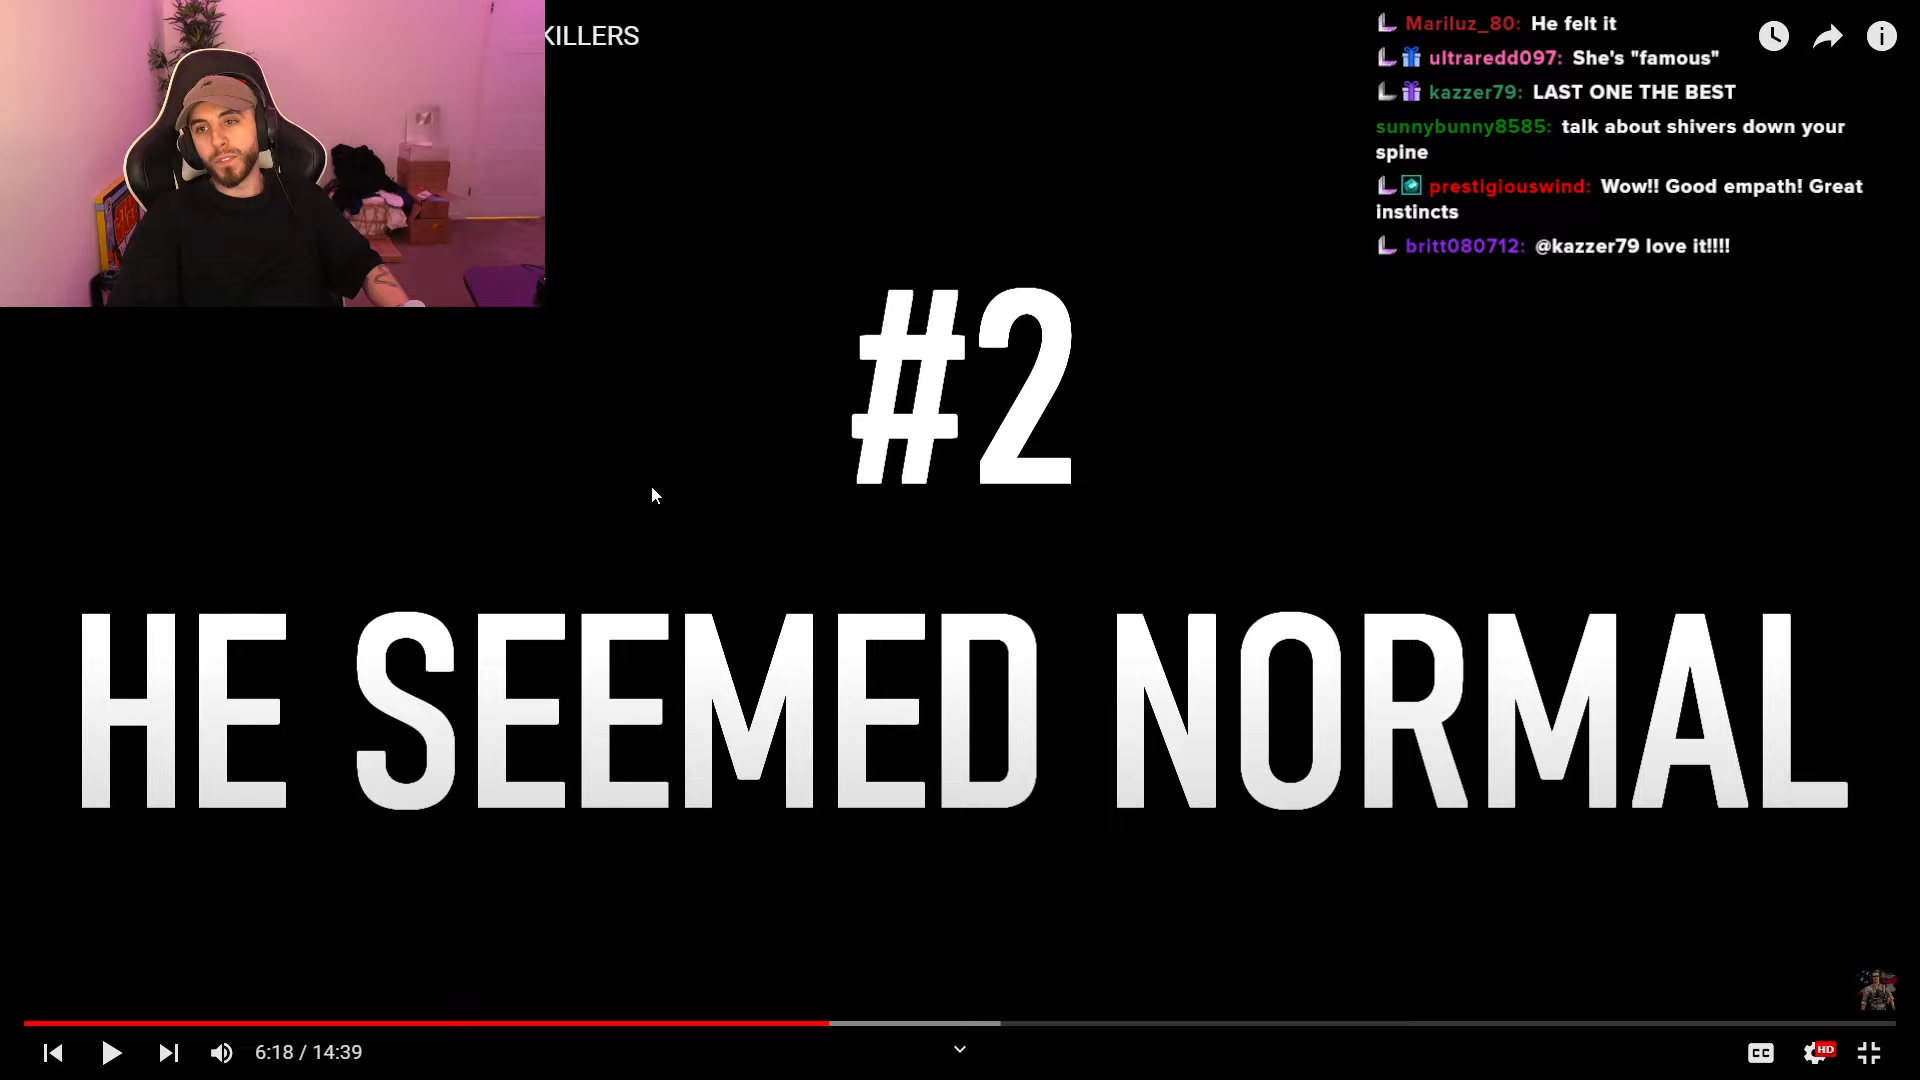 KILLERS
Mariluz_80: He felt it
ultraredd097: She's "famous"
kazzer79: LAST ONE THE BEST
sunnybunny8585: talk about shivers down your
spine
prestigiouswind: Wow!! Good empath! Great
instincts
britt080712: @kazzer79 love it!!!!
#2
HE SEEMED NORMAL
6:18 / 14:39
CC
HD